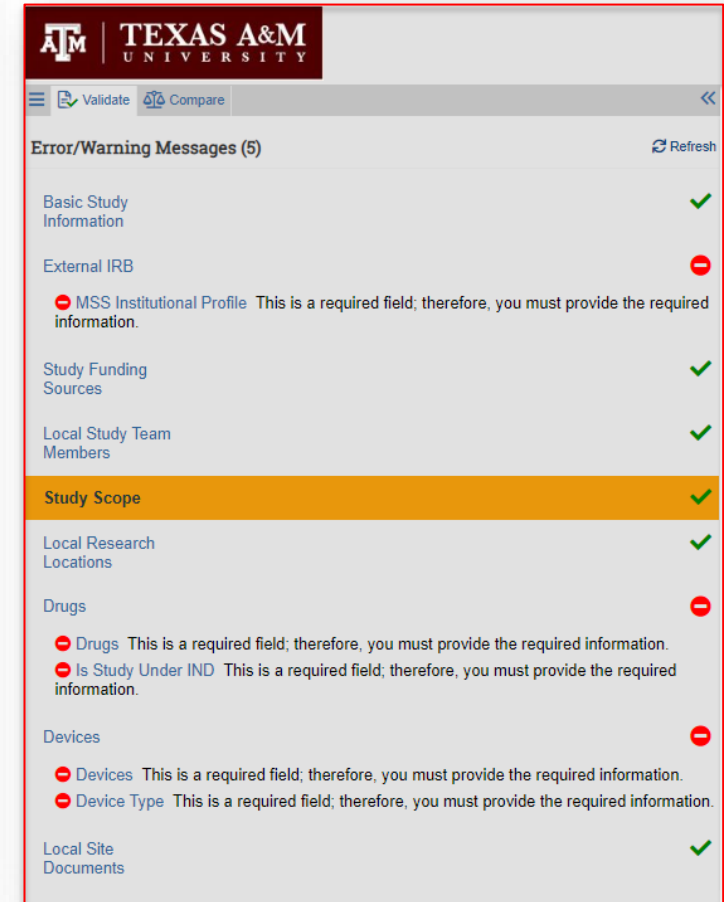 ĀM TEXAS A&M
UNIVERSITY
Validate Compare
Error/Warning Messages (5) Refresh
Basic Study
Information
External IRB
MSS Institutional Profile This is a required field; therefore, you must provide the required
information.
Study Funding
Sources
Local Study Team
Members
Study Scope
Local Research
Locations
Drugs
Drugs This is a required field; therefore, you must provide the required information.
Is Study Under IND This is a required field; therefore, you must provide the required
information.
Devices
Devices This is a required field; therefore, you must provide the required information.
Device Type This is a required field; therefore, you must provide the required information.
Local Site
Documents